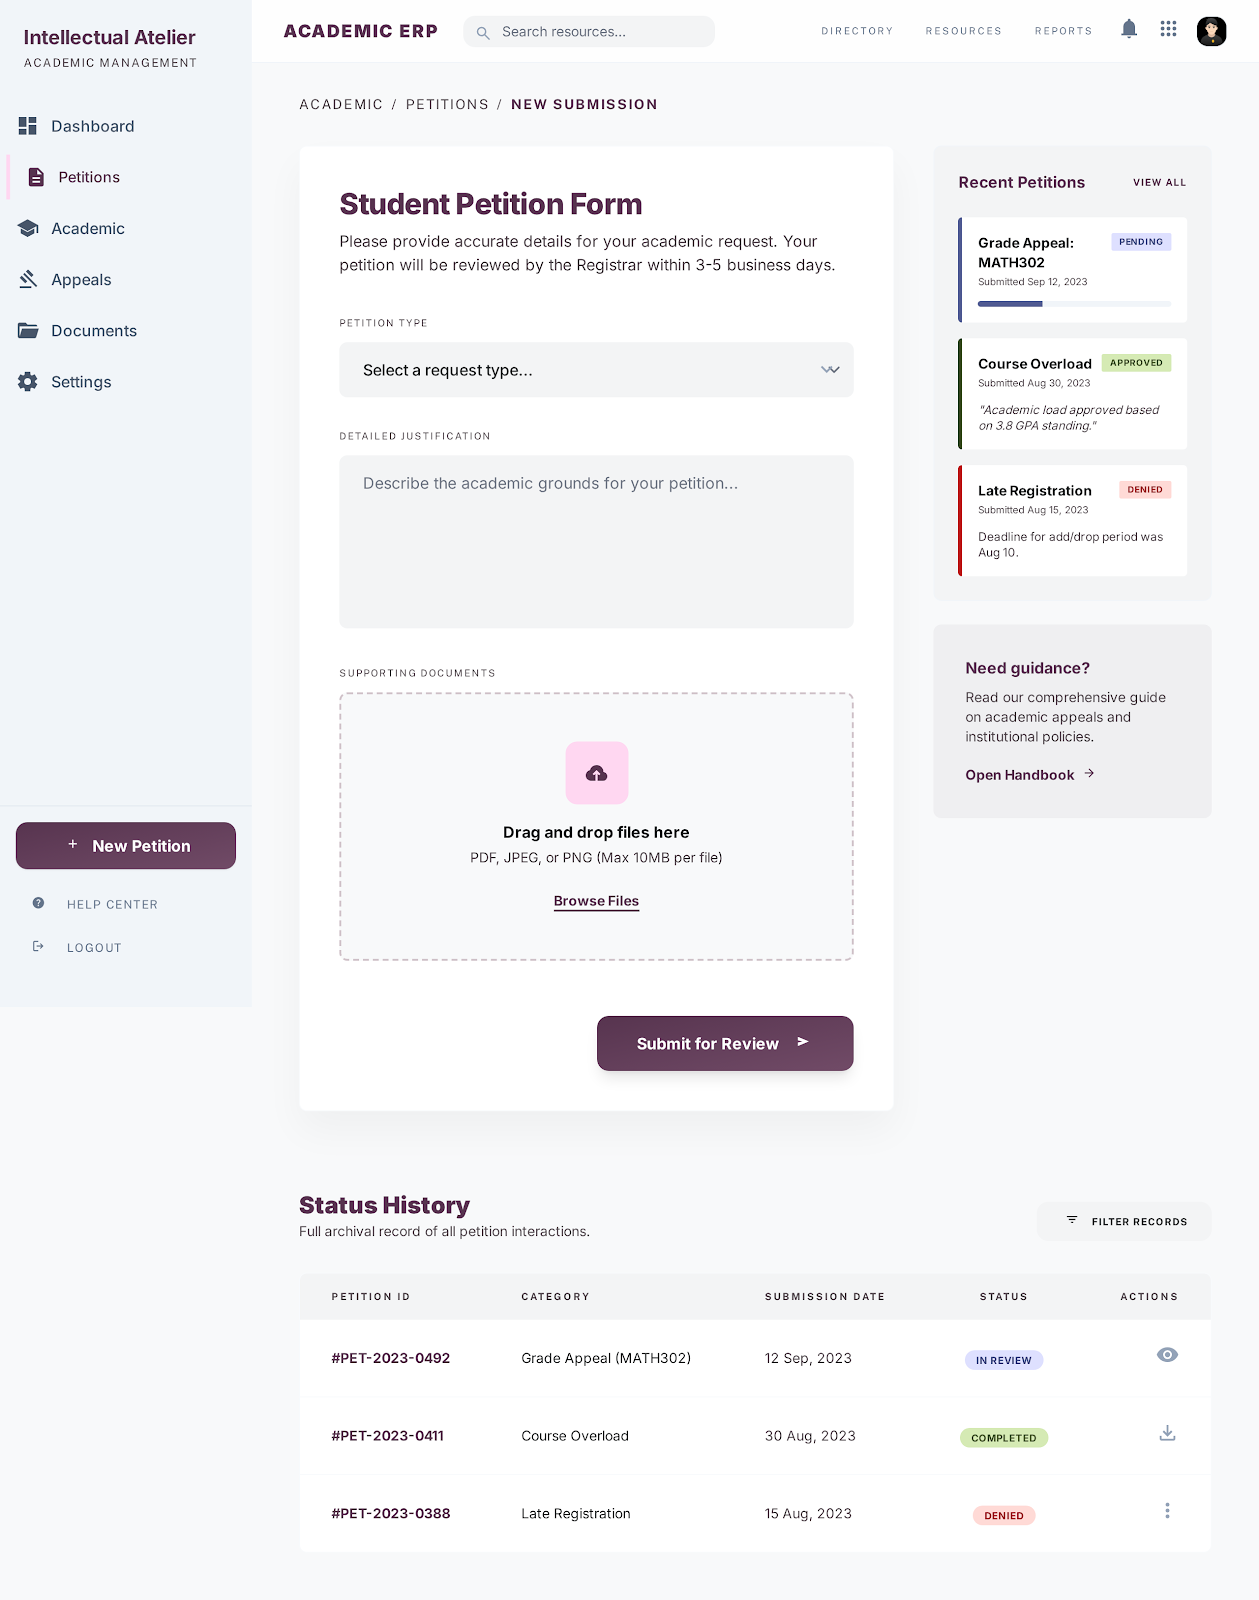 Intellectual Atelier
ACADEMIC MANAGEMENT
Dashboard
Petitions
Academic
Appeals
Documents
Settings
+ New Petition
HELP CENTER
LOGOUT
ACADEMIC ERP
Search resources...
DIRECTORY
RESOURCES
REPORTS
ACADEMIC / PETITIONS / NEW SUBMISSION
Student Petition Form
Please provide accurate details for your academic request. Your
petition will be reviewed by the Registrar within 3-5 business days.
PETITION TYPE
Select a request type...
DETAILED JUSTIFICATION
Describe the academic grounds for your petition...
SUPPORTING DOCUMENTS
Drag and drop files here
PDF, JPEG, or PNG (Max 10MB per file)
Browse Files
Submit for Review
Recent Petitions
VIEW ALL
Grade Appeal:
MATH302
PENDING
Submitted Sep 12, 2023
Course Overload
APPROVED
Submitted Aug 30, 2023
"Academic load approved based
on 3.8 GPA standing."
Late Registration
DENIED
Submitted Aug 15, 2023
Deadline for add/drop period was
Aug 10.
Need guidance?
Read our comprehensive guide
on academic appeals and
institutional policies.
Open Handbook
Status History
Full archival record of all petition interactions.
FILTER RECORDS
PETITION ID CATEGORY SUBMISSION DATE STATUS ACTIONS
#PET-2023-0492 Grade Appeal (MATH302) 12 Sep, 2023 IN REVIEW
#PET-2023-0411 Course Overload 30 Aug, 2023 COMPLETED
#PET-2023-0388 Late Registration 15 Aug, 2023 DENIED